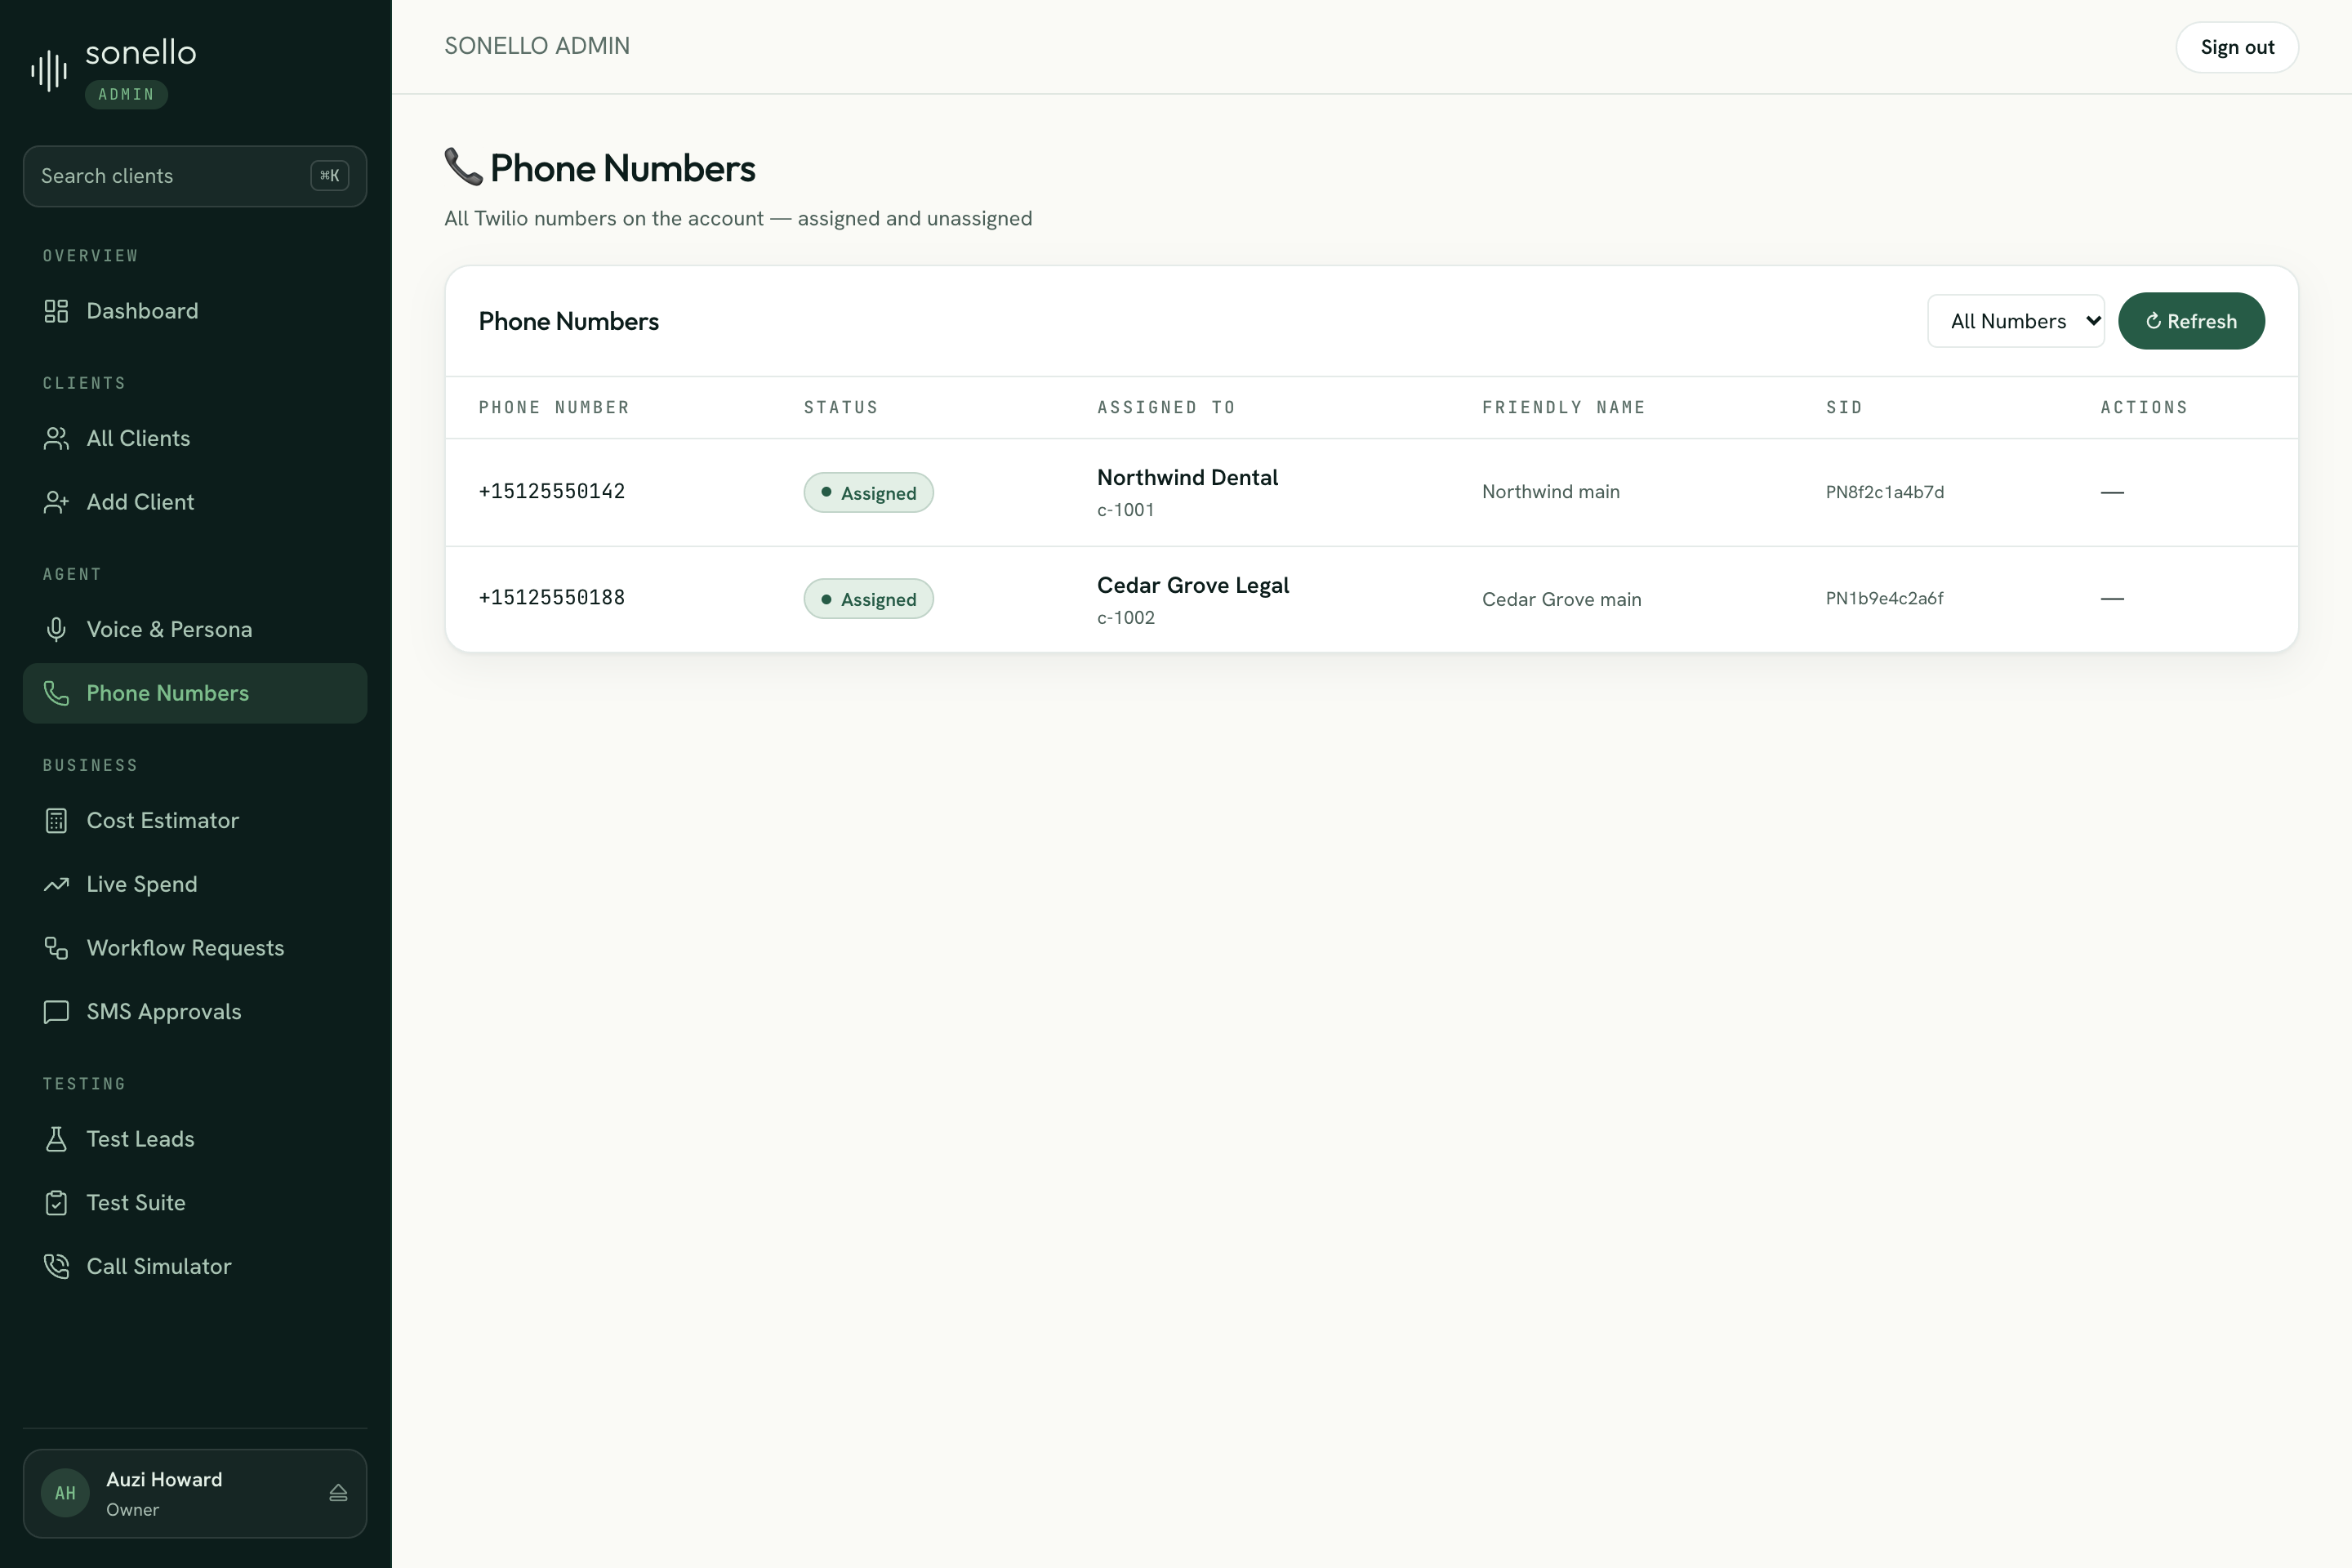 sonello
ADMIN
Search clients ⌘K
OVERVIEW
Dashboard
CLIENTS
All Clients
Add Client
AGENT
Voice & Persona
Phone Numbers
BUSINESS
Cost Estimator
Live Spend
Workflow Requests
SMS Approvals
TESTING
Test Leads
Test Suite
Call Simulator
AH
Auzi Howard
Owner
SONELLO ADMIN
Sign out
📞 Phone Numbers
All Twilio numbers on the account — assigned and unassigned
Phone Numbers
All Numbers
↻ Refresh
PHONE NUMBER STATUS ASSIGNED TO FRIENDLY NAME SID ACTIONS
+15125550142 Assigned Northwind Dental Northwind main PN8f2c1a4b7d —
c-1001
+15125550188 Assigned Cedar Grove Legal Cedar Grove main PN1b9e4c2a6f —
c-1002